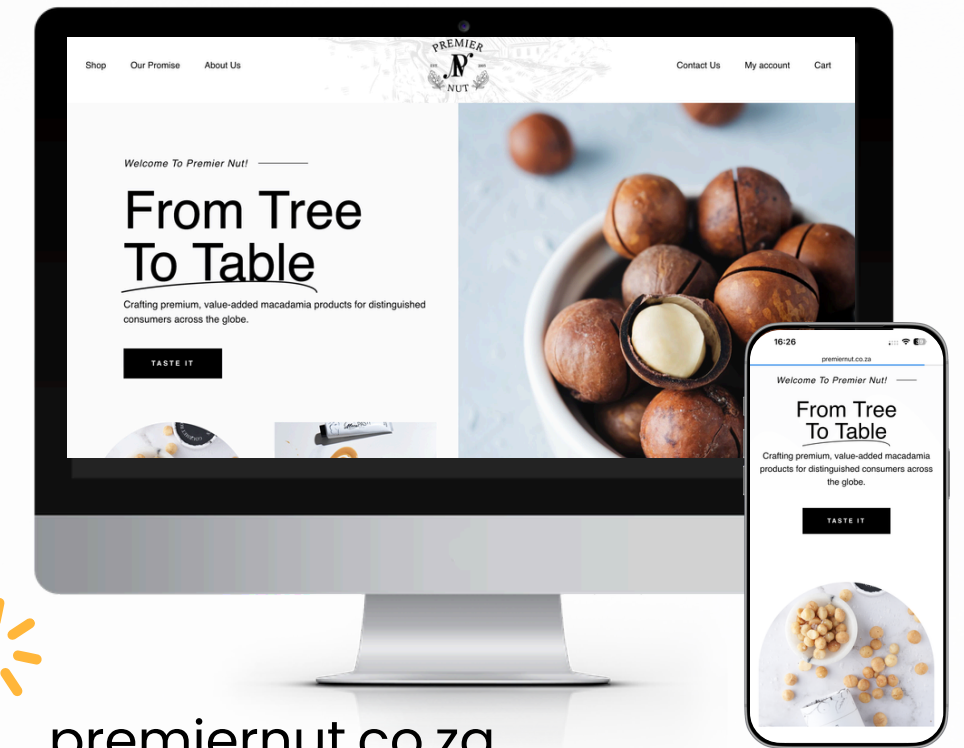 PREMIER
NUT
Shop
Our Promise
About Us
Contact Us
My account
Cart
Welcome To Premier Nut!
From Tree
To Table
Crafting premium, value-added macadamia products for distinguished
consumers across the globe.
TASTE IT
16:26
premiernut.co.za
Welcome To Premier Nut!
From Tree
To Table
Crafting premium, value-added macadamia
products for distinguished consumers across
the globe.
TASTE IT
premiernut.co.za